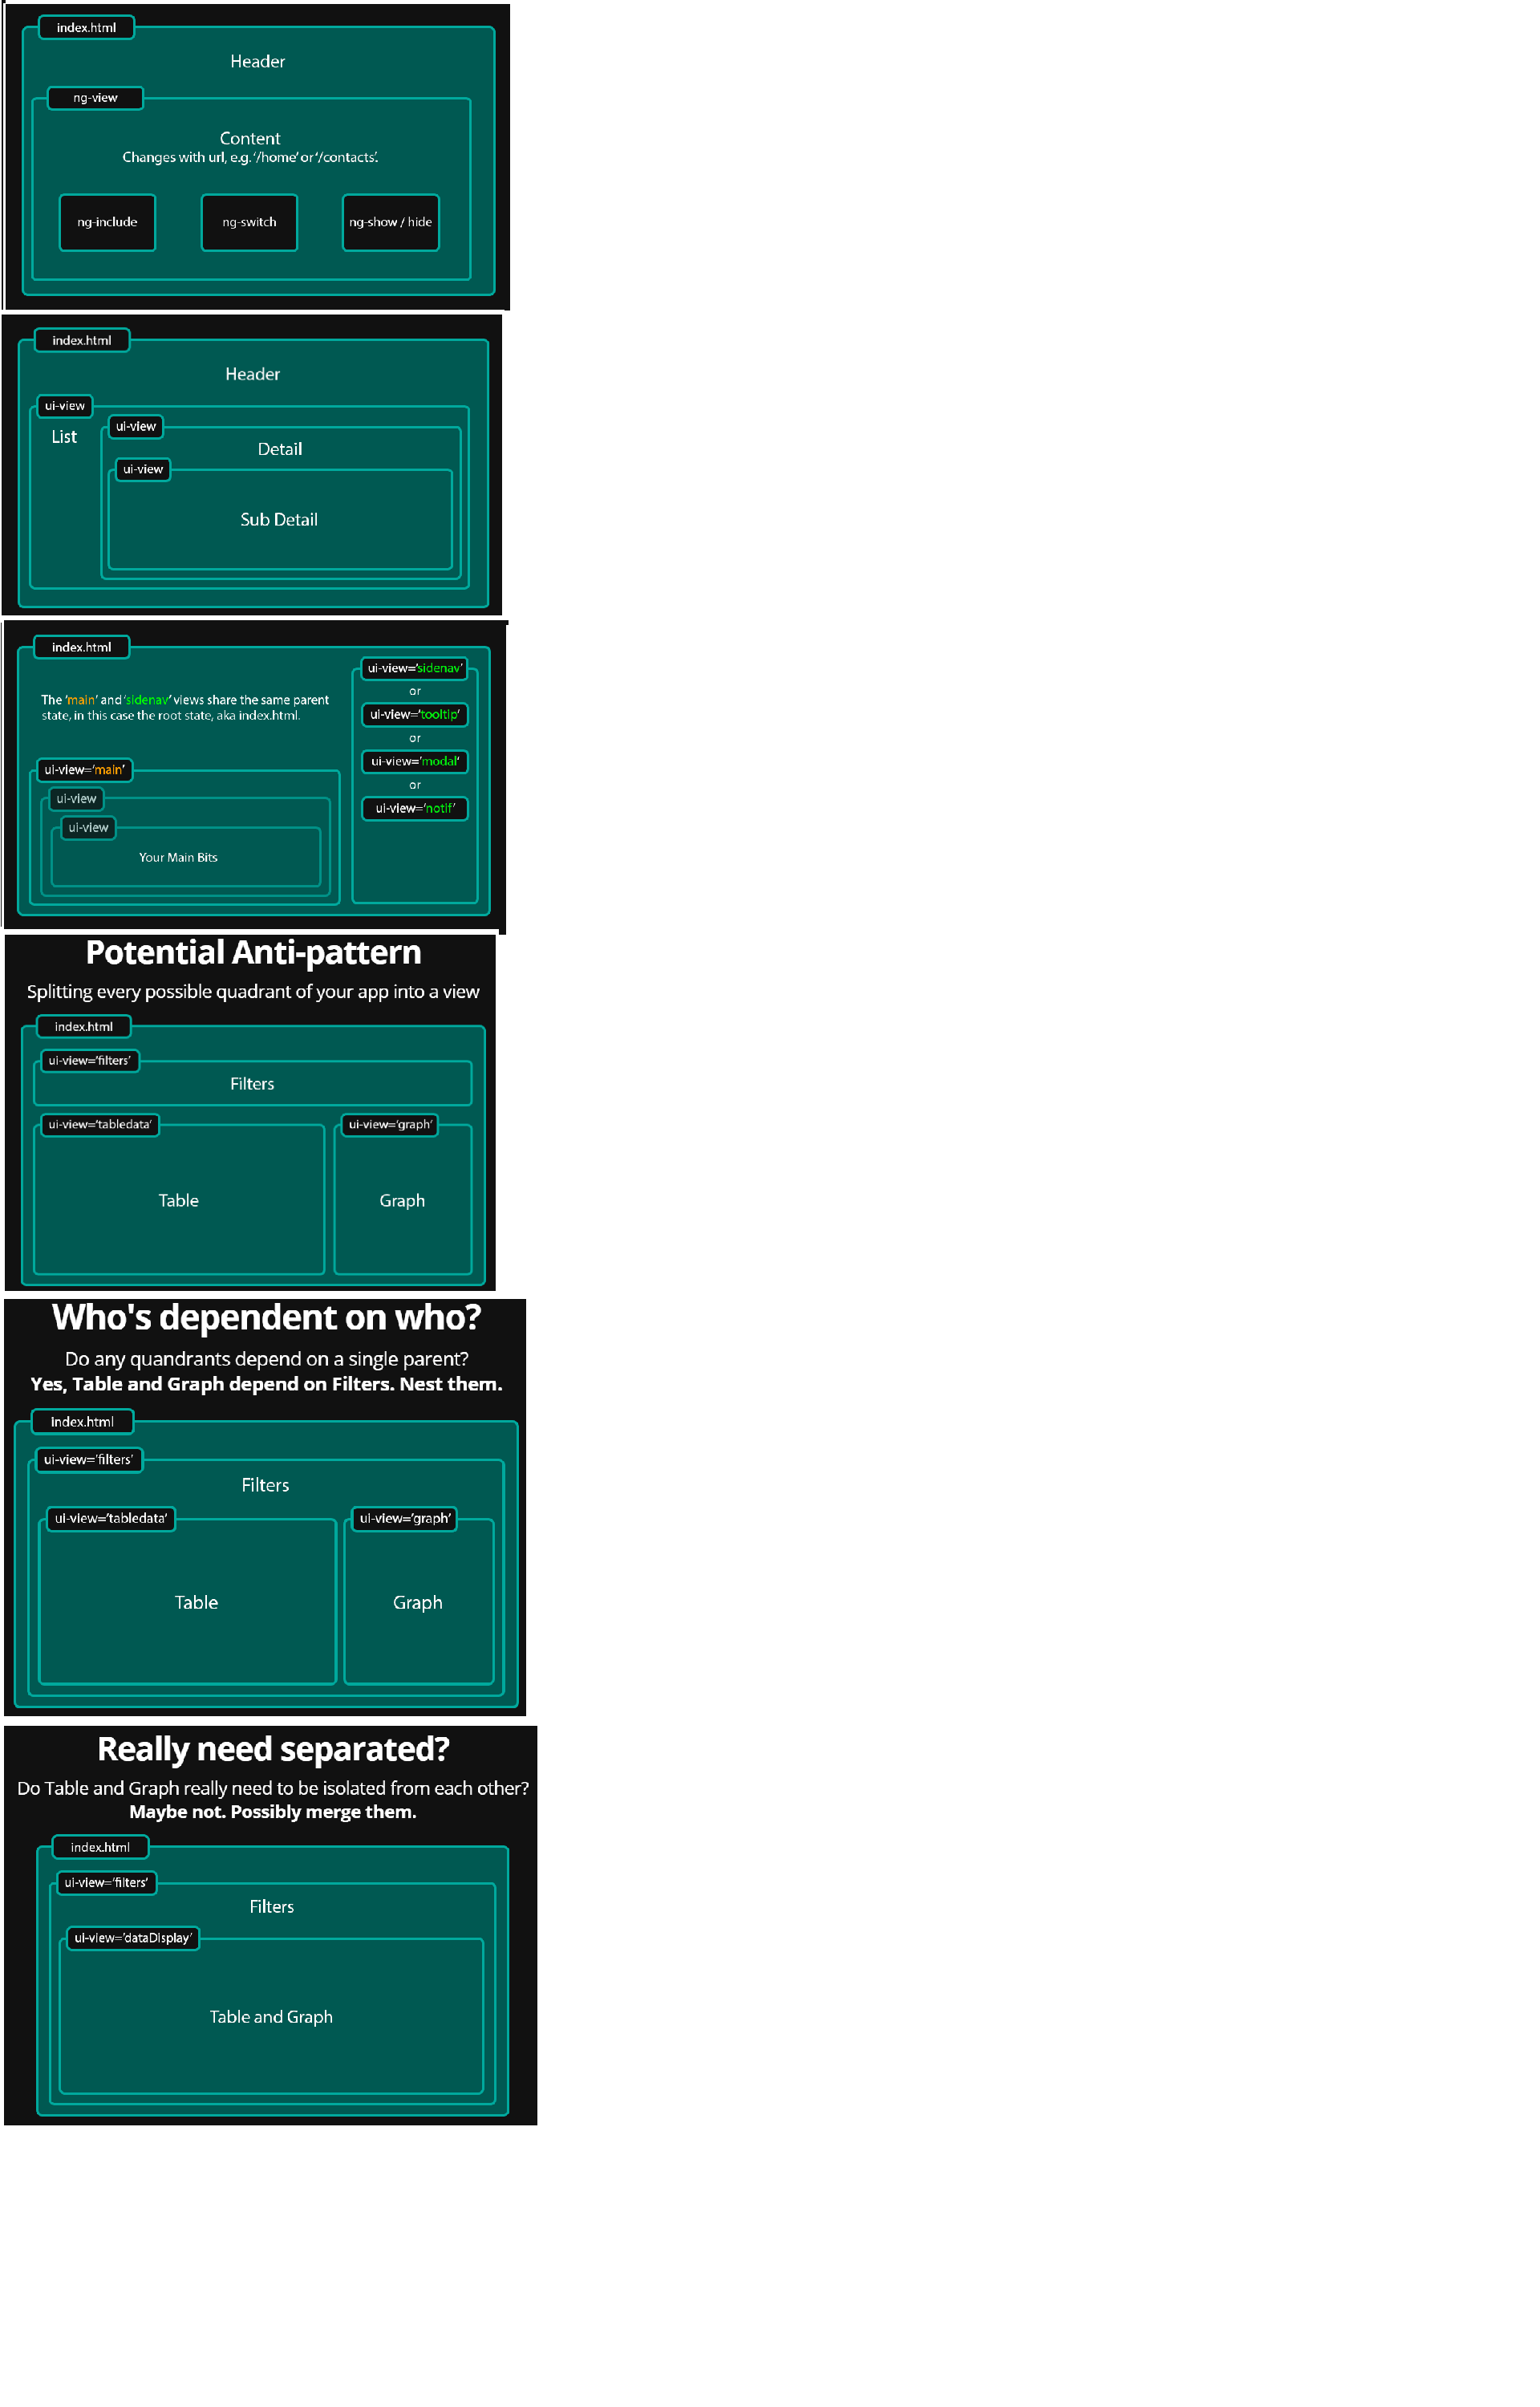 index.html
Header
ng-view
Content
Changes with url, e.g. ‘/home’ or ‘/contacts’.
ng-include
ng-switch
ng-show / hide
index.html
Header
ui-view
List
ui-view
Detail
ui-view
Sub Detail
index.html
The ‘main’ and ‘sidenav’ views share the same parent
state, in this case the root state, aka index.html.
ui-view=‘main’
ui-view
ui-view
Your Main Bits
ui-view=‘sidenav’
or
ui-view=‘tooltip’
or
ui-view=‘modal’
or
ui-view=‘notif’
Potential Anti-pattern
Splitting every possible quadrant of your app into a view
index.html
ui-view=‘filters’
Filters
ui-view=‘tabledata’
Table
ui-view=‘graph’
Graph
Who's dependent on who?
Do any quandrants depend on a single parent?
Yes, Table and Graph depend on Filters. Nest them.
index.html
ui-view=‘filters’
Filters
ui-view=‘tabledata’
Table
ui-view=‘graph’
Graph
Really need separated?
Do Table and Graph really need to be isolated from each other?
Maybe not. Possibly merge them.
index.html
ui-view=‘filters’
Filters
ui-view=‘dataDisplay’
Table and Graph